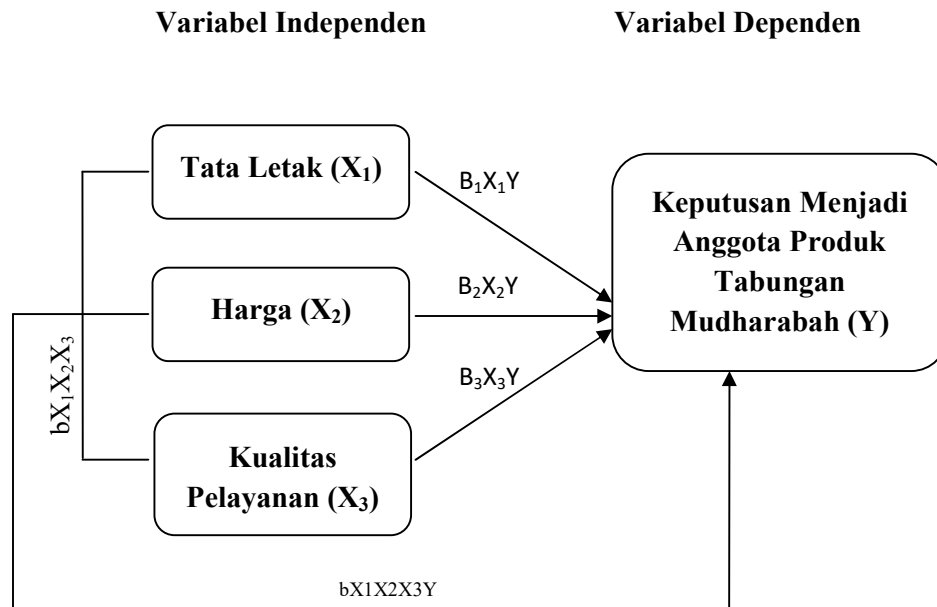 Variabel Independen
Variabel Dependen
Tata Letak (X₁)
B₁X₁Y
Keputusan Menjadi
Anggota Produk
Tabungan
Mudharabah (Y)
Harga (X₂)
B₂X₂Y
bX₁X₂X₃
B₃X₃Y
Kualitas
Pelayanan (X₃)
bX1X2X3Y